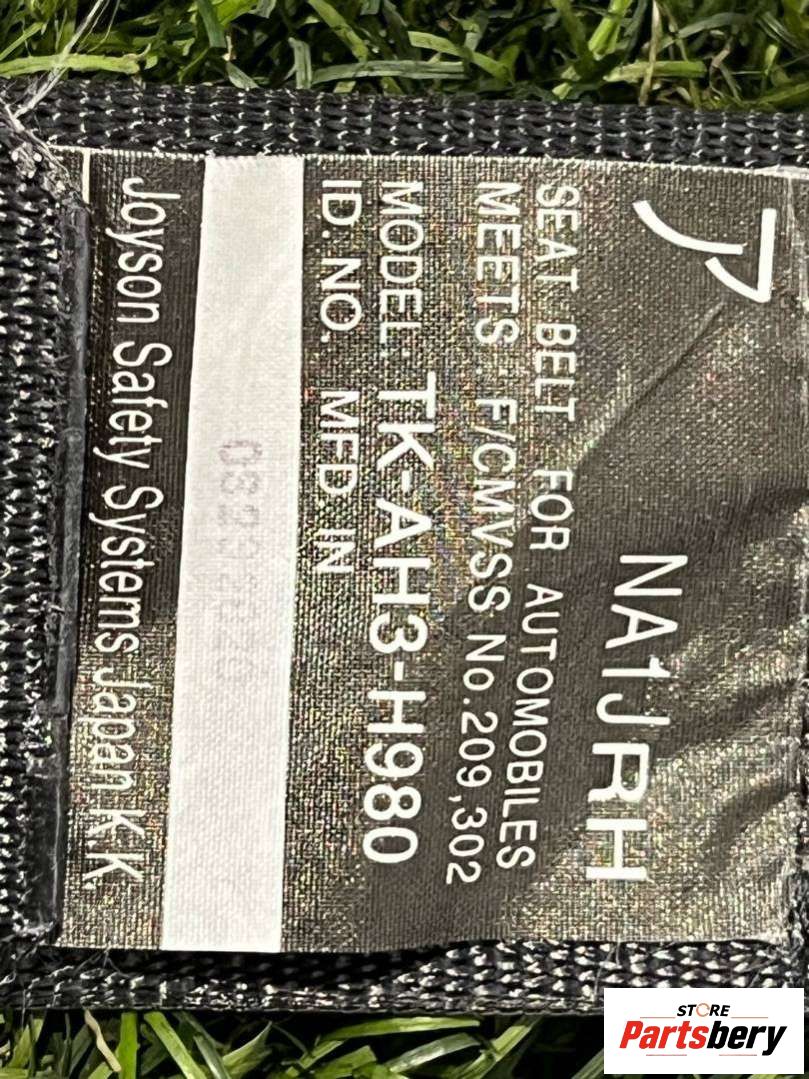 NA1JRH
SEAT BELT FOR AUTOMOBILES
MEETS F/CMVSS No.209,302
MODEL: TK-AH3-H980
ID. NO. MFD IN
Joyson Safety Systems Japan K.K.
STORE
Partsbery